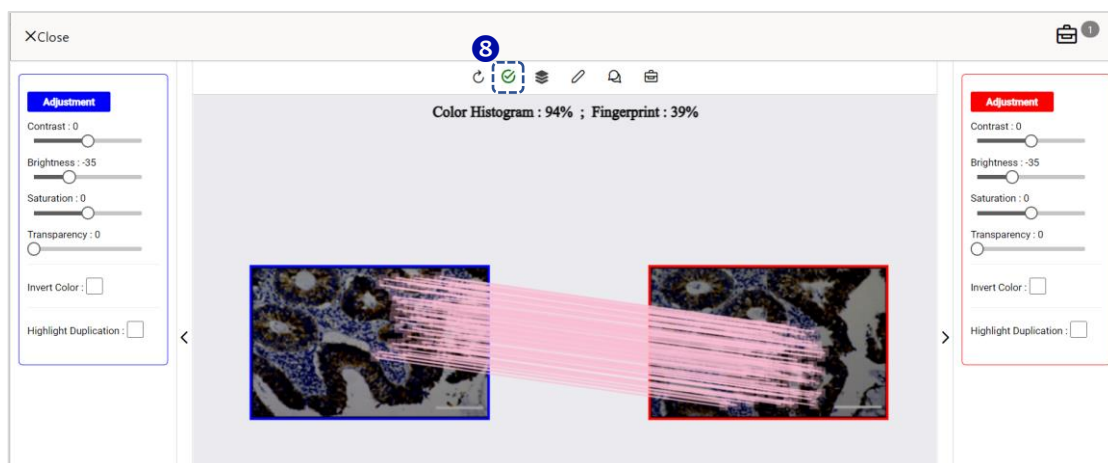 Close
1
8
Color Histogram : 94% ; Fingerprint : 39%
Adjustment
Contrast : 0
Brightness : -35
Saturation : 0
Transparency : 0
Invert Color :
Highlight Duplication :
Adjustment
Contrast : 0
Brightness : -35
Saturation : 0
Transparency : 0
Invert Color :
Highlight Duplication :